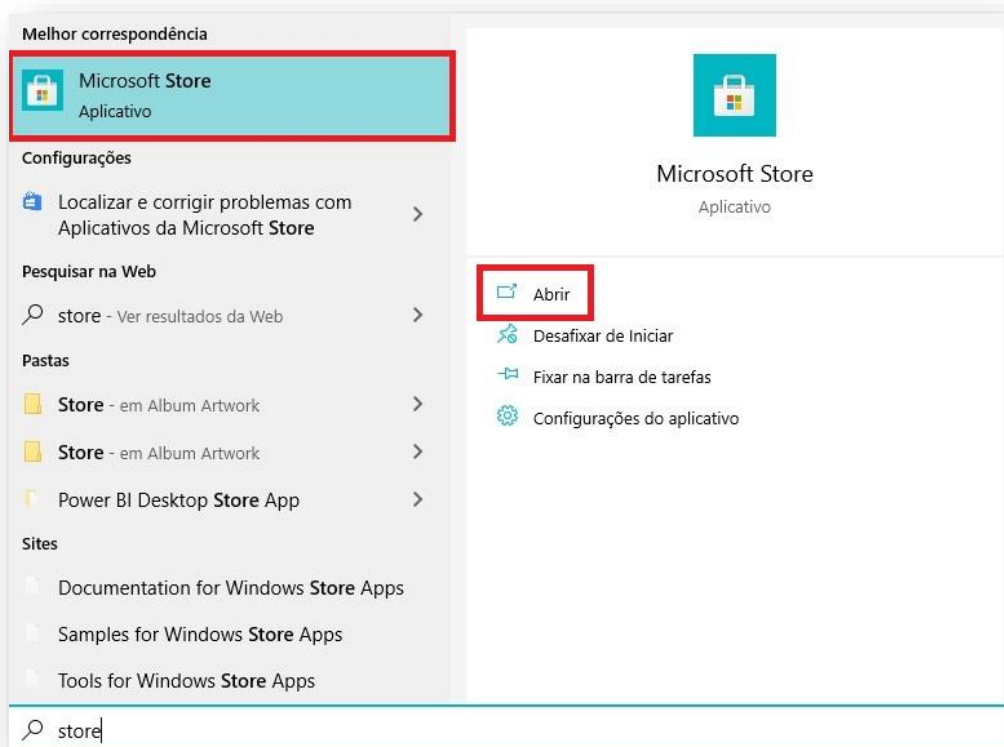 Melhor correspondência
Microsoft Store
Aplicativo
Configurações
Localizar e corrigir problemas com
Aplicativos da Microsoft Store
Pesquisar na Web
store - Ver resultados da Web
Pastas
Store - em Album Artwork
Store - em Album Artwork
Power BI Desktop Store App
Sites
Documentation for Windows Store Apps
Samples for Windows Store Apps
Tools for Windows Store Apps
store
Microsoft Store
Aplicativo
Abrir
Desafixar de Iniciar
Fixar na barra de tarefas
Configurações do aplicativo